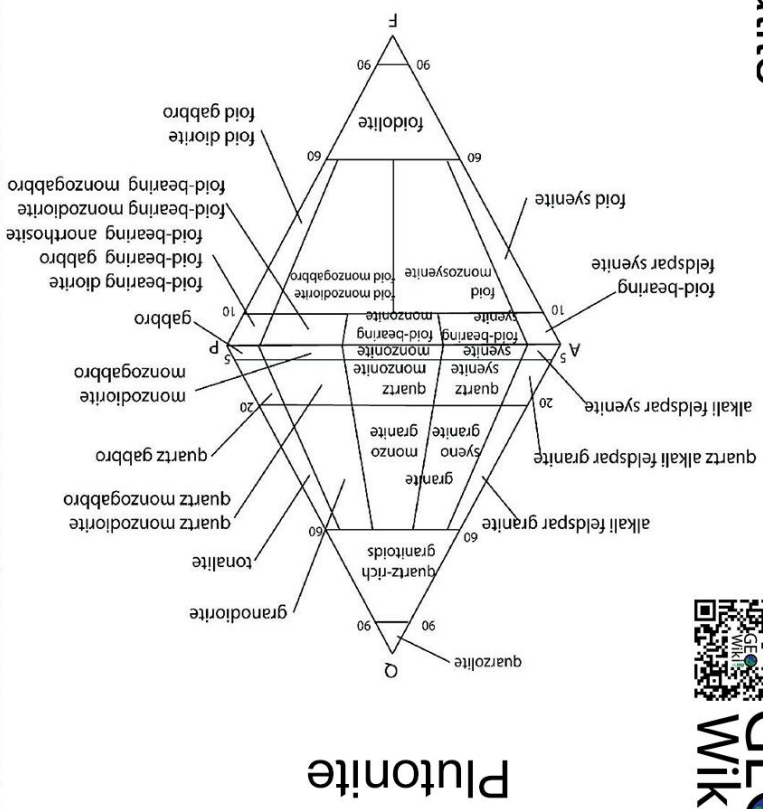 Plutonite
GEO
Wiki
Wik
Q
quarzolite
90
90
quartz-rich
granitoids
60
60
granodiorite
alkali feldspar granite
tonalite
granite
syeno
granite
monzo
granite
quartz monzodiorite
quartz monzogabbro
quartz alkali feldspar granite
quartz gabbro
20
20
alkali feldspar syenite
quartz
syenite
quartz
monzonite
monzodiorite
monzogabbro
5
5
A
syenite
monzonite
P
gabbro
foid-bearing
syenite
foid-bearing
monzonite
10
10
foid-bearing
feldspar syenite
foid-bearing diorite
foid-bearing gabbro
foid-bearing anorthosite
foid-bearing monzodiorite
foid-bearing monzogabbro
foid
monzosyenite
foid monzodiorite
foid monzogabbro
foid syenite
foid diorite
foid gabbro
60
60
foidolite
90
90
F